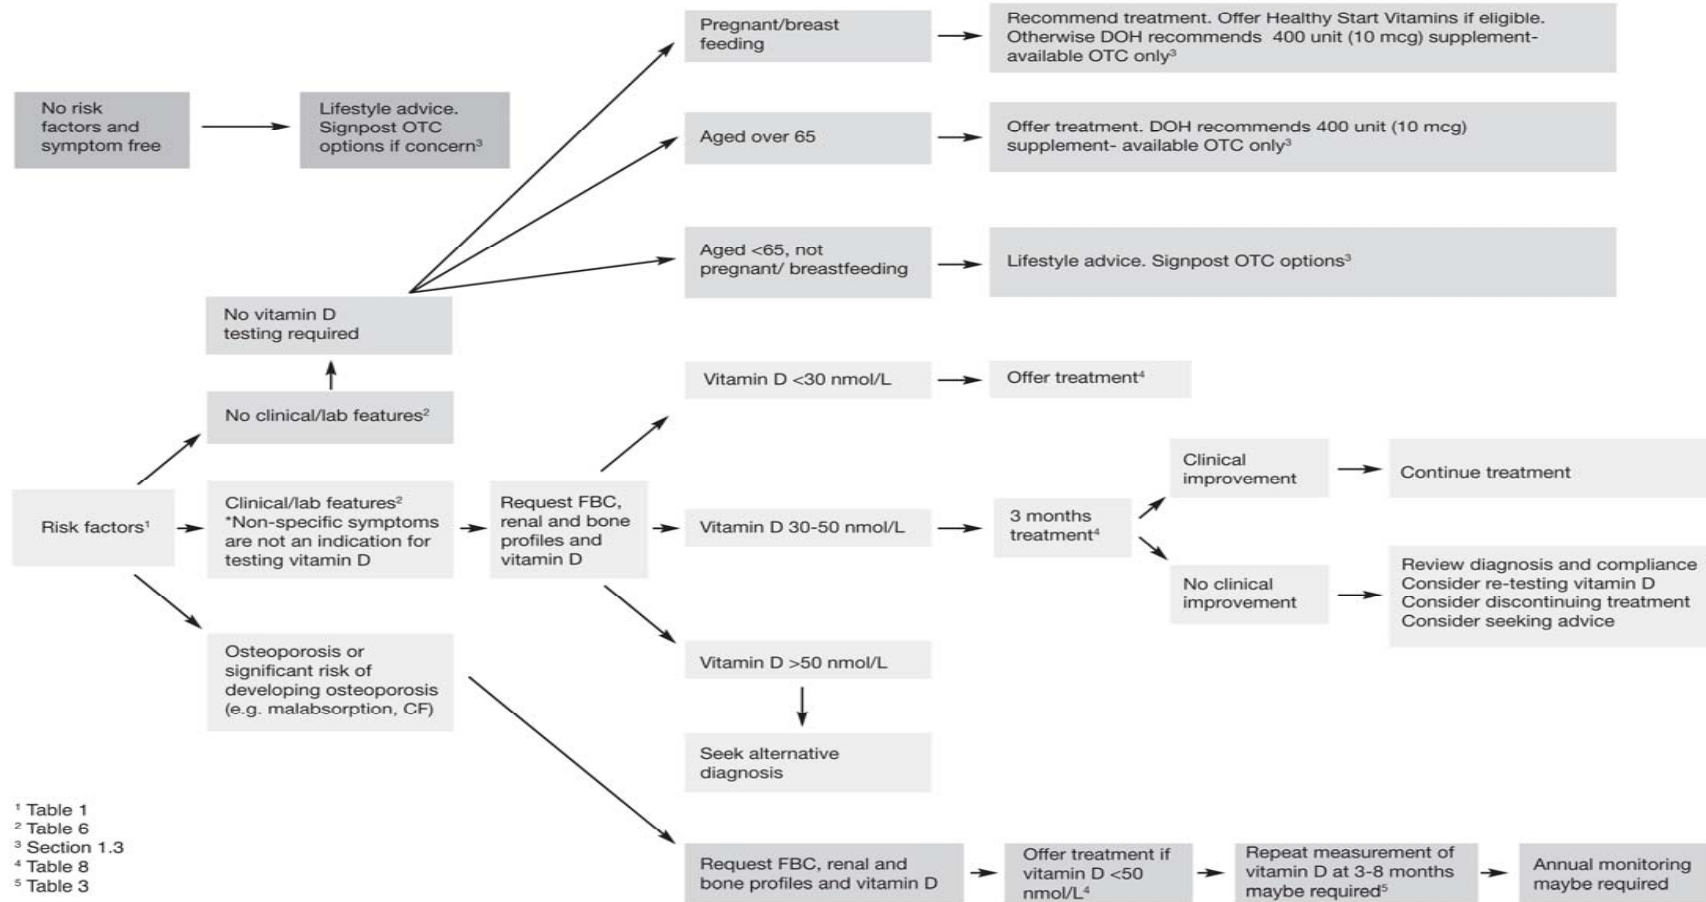 Pregnant/breast
feeding
Recommend treatment. Offer Healthy Start Vitamins if eligible.
Otherwise DOH recommends 400 unit (10 mcg) supplement-
available OTC only³
No risk
factors and
symptom free
Lifestyle advice.
Signpost OTC
options if concern³
Aged over 65
Offer treatment. DOH recommends 400 unit (10 mcg)
supplement- available OTC only³
Aged <65, not
pregnant/ breastfeeding
Lifestyle advice. Signpost OTC options³
No vitamin D
testing required
No clinical/lab features²
Vitamin D <30 nmol/L
Offer treatment⁴
Risk factors¹
Clinical/lab features²
*Non-specific symptoms
are not an indication for
testing vitamin D
Request FBC,
renal and bone
profiles and
vitamin D
Vitamin D 30-50 nmol/L
3 months
treatment⁴
Clinical
improvement
Continue treatment
No clinical
improvement
Review diagnosis and compliance
Consider re-testing vitamin D
Consider discontinuing treatment
Consider seeking advice
Osteoporosis or
significant risk of
developing osteoporosis
(e.g. malabsorption, CF)
Vitamin D >50 nmol/L
Seek alternative
diagnosis
Request FBC, renal and
bone profiles and vitamin D
Offer treatment if
vitamin D <50
nmol/L⁴
Repeat measurement of
vitamin D at 3-8 months
maybe required⁵
Annual monitoring
maybe required
¹ Table 1
² Table 6
³ Section 1.3
⁴ Table 8
⁵ Table 3